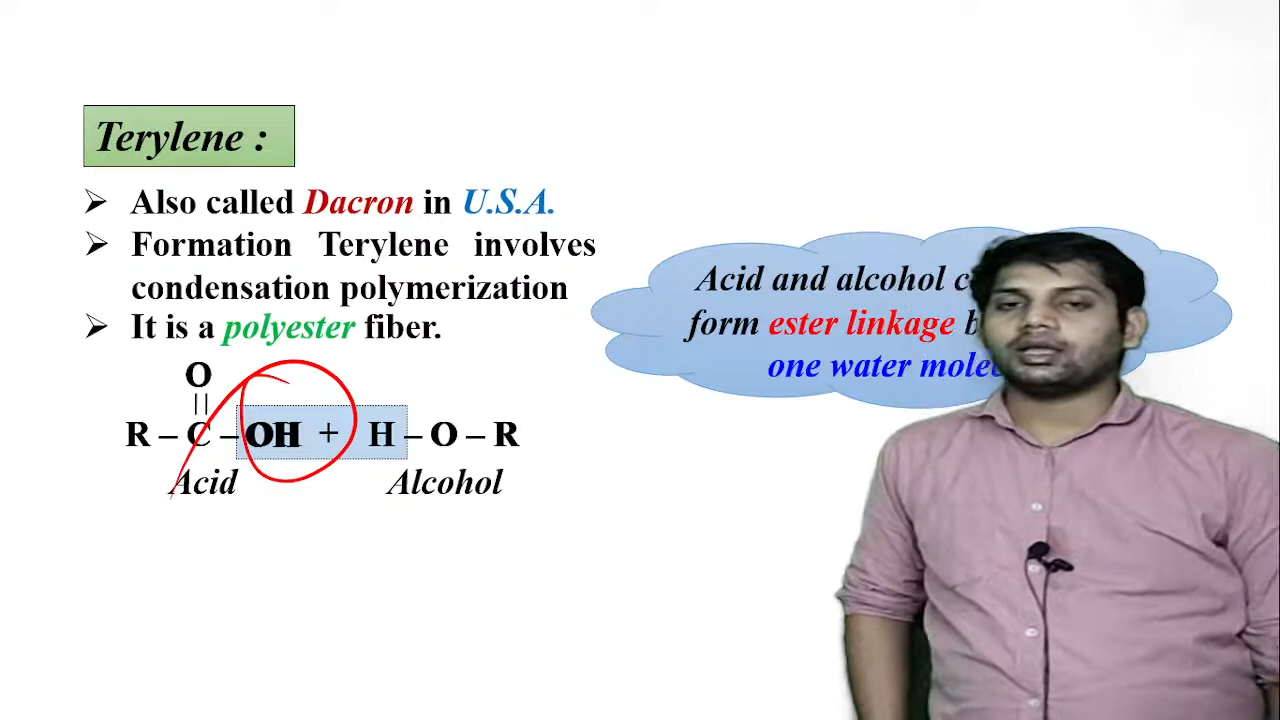 Terylene :
➢ Also called Dacron in U.S.A.
➢ Formation Terylene involves
condensation polymerization
➢ It is a polyester fiber.
Acid and alcohol
form ester linkage
one water
O
||
R – C – OH + H – O – R
Acid Alcohol